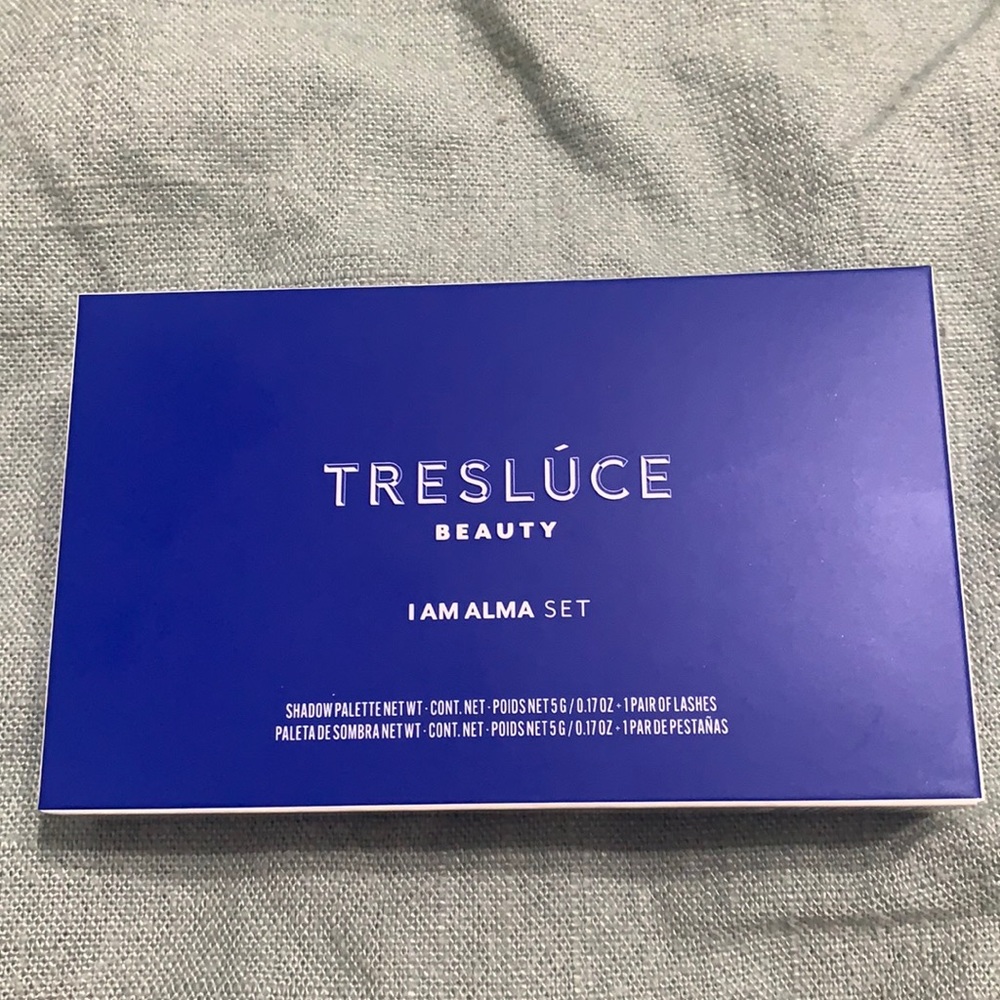 TRESLÚCE
BEAUTY
I AM ALMA SET
SHADOW PALETTE NET WT · CONT. NET · POIDS NET 5 G / 0.17 OZ + 1 PAIR OF LASHES
PALETA DE SOMBRA NET WT · CONT. NET · POIDS NET 5 G / 0.17 OZ + 1 PAR DE PESTAÑAS